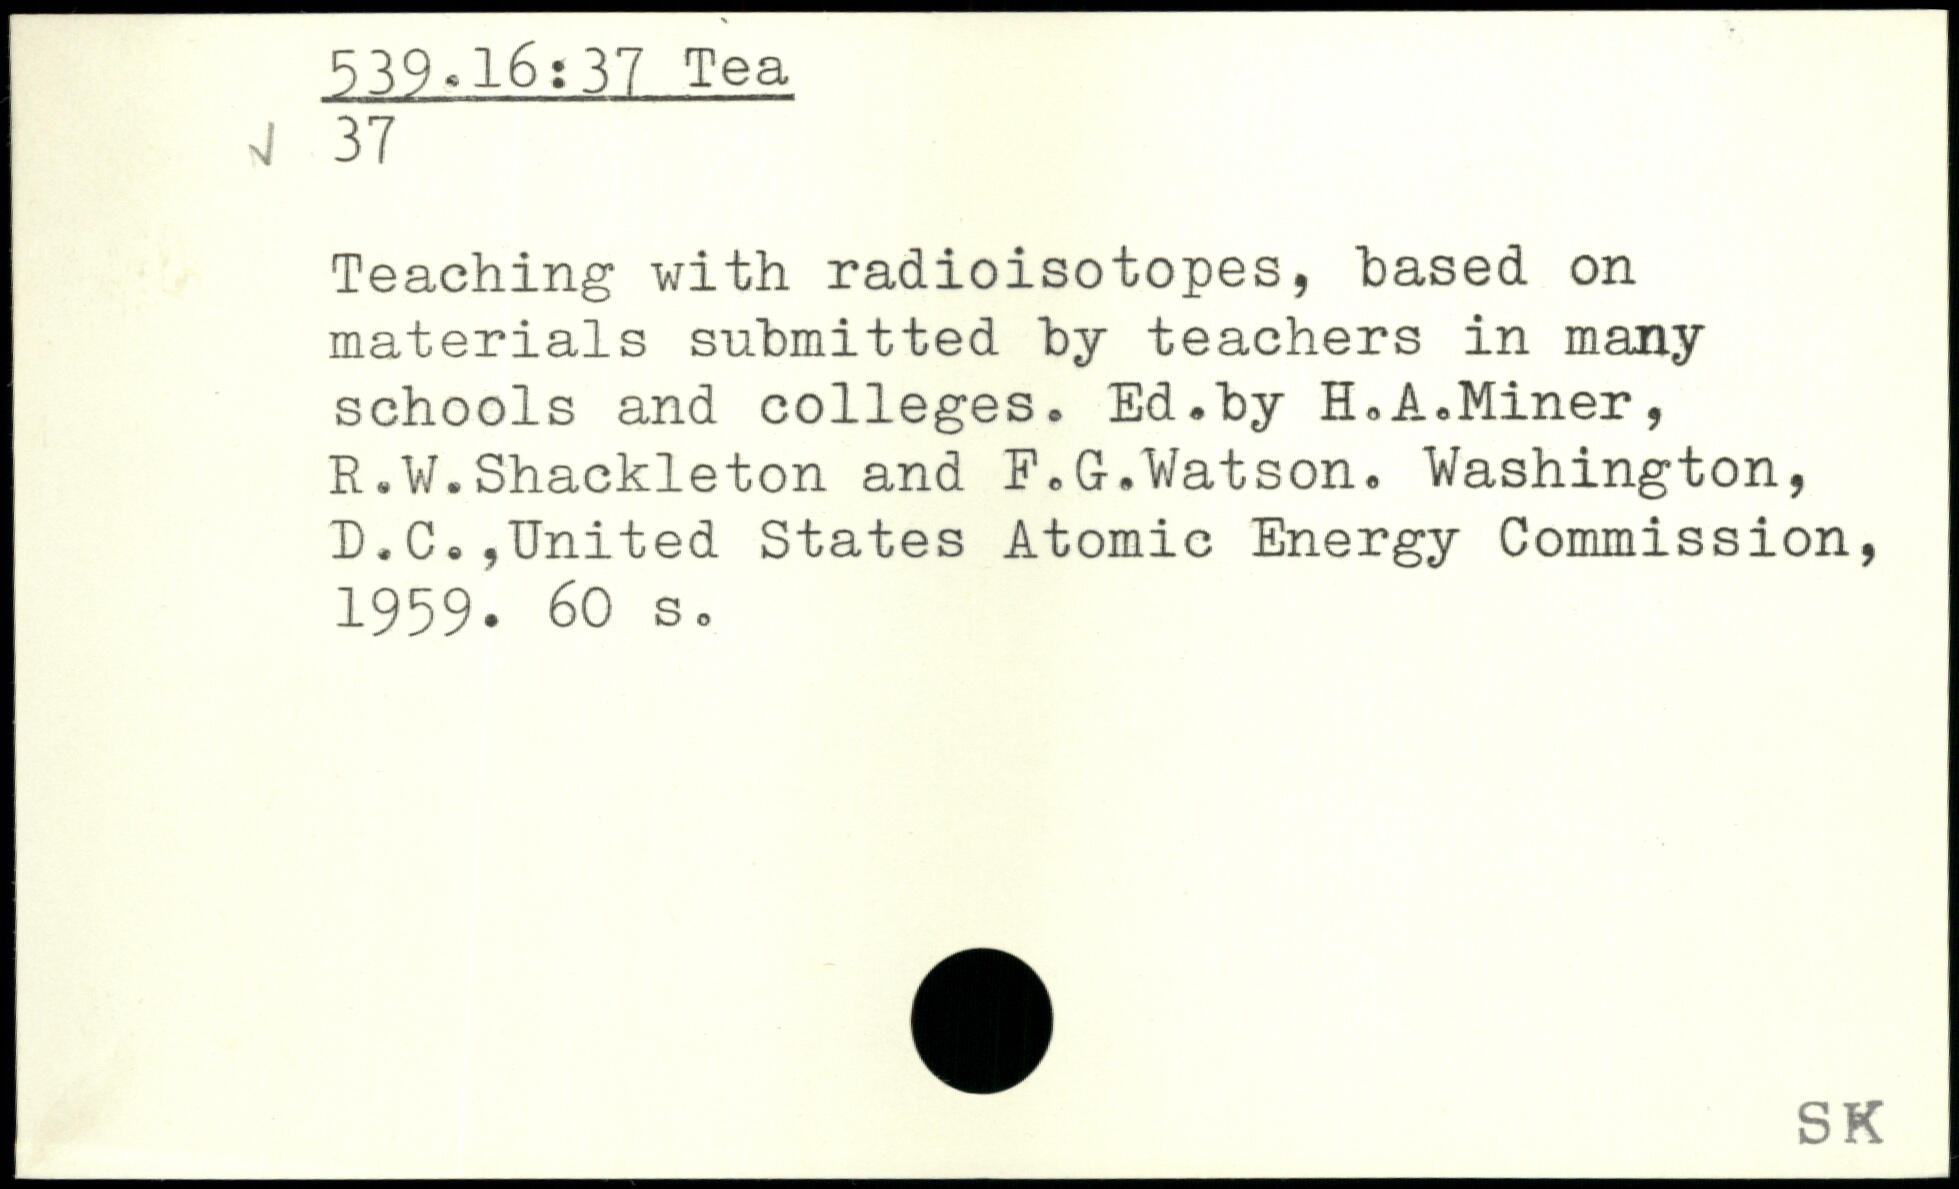 539.16:37 Tea
✓ 37
Teaching with radioisotopes, based on
materials submitted by teachers in many
schools and colleges. Ed.by H.A.Miner,
R.W.Shackleton and F.G.Watson. Washington,
D.C.,United States Atomic Energy Commission,
1959. 60 s.
SK